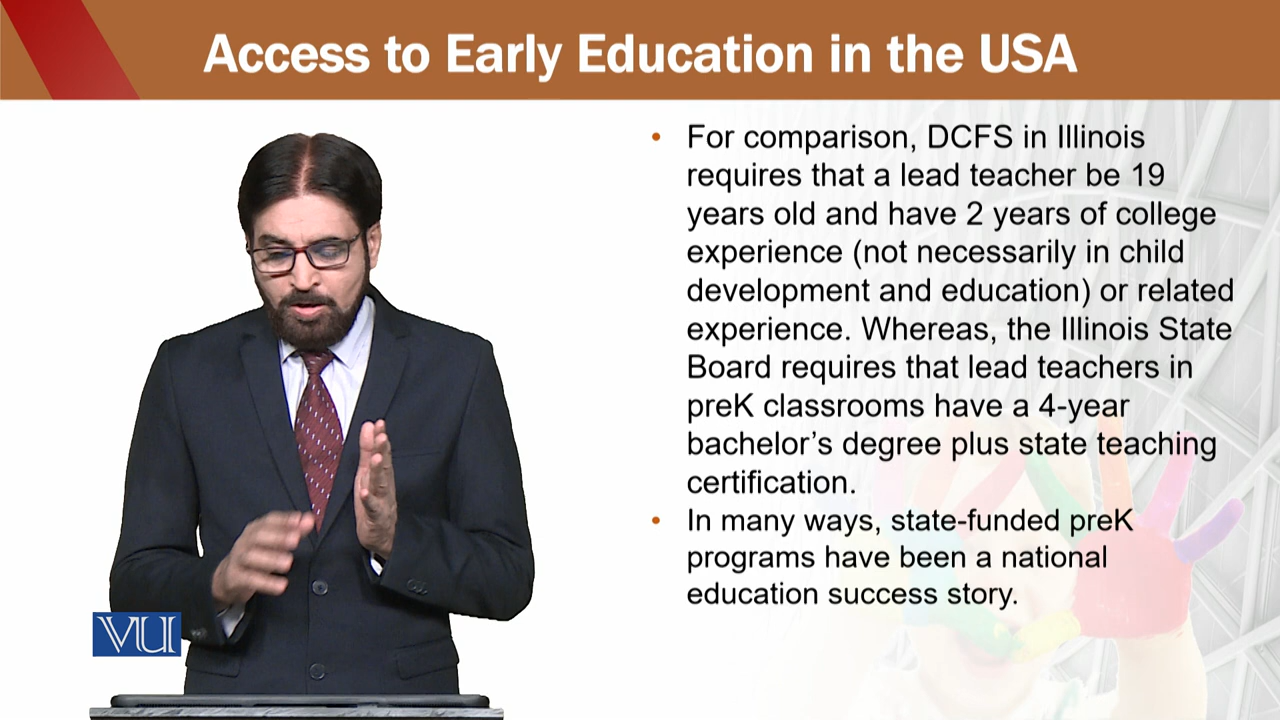 Access to Early Education in the USA
• For comparison, DCFS in Illinois
requires that a lead teacher be 19
years old and have 2 years of college
experience (not necessarily in child
development and education) or related
experience. Whereas, the Illinois State
Board requires that lead teachers in
preK classrooms have a 4-year
bachelor’s degree plus state teaching
certification.
• In many ways, state-funded preK
programs have been a national
education success story.
VU